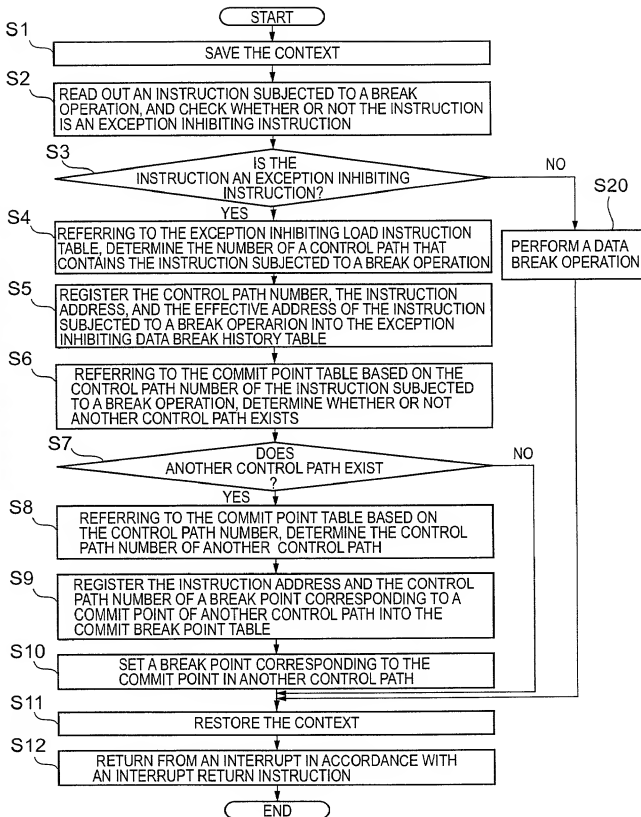 START
S1
SAVE THE CONTEXT
S2
READ OUT AN INSTRUCTION SUBJECTED TO A BREAK
OPERATION, AND CHECK WHETHER OR NOT THE INSTRUCTION
IS AN EXCEPTION INHIBITING INSTRUCTION
S3
IS THE
INSTRUCTION AN EXCEPTION INHIBITING
INSTRUCTION?
NO
YES
S20
PERFORM A DATA
BREAK OPERATION
S4
REFERRING TO THE EXCEPTION INHIBITING LOAD INSTRUCTION
TABLE, DETERMINE THE NUMBER OF A CONTROL PATH THAT
CONTAINS THE INSTRUCTION SUBJECTED TO A BREAK OPERATION
S5
REGISTER THE CONTROL PATH NUMBER, THE INSTRUCTION
ADDRESS, AND THE EFFECTIVE ADDRESS OF THE INSTRUCTION
SUBJECTED TO A BREAK OPERARION INTO THE EXCEPTION
INHIBITING DATA BREAK HISTORY TABLE
S6
REFERRING TO THE COMMIT POINT TABLE BASED ON THE
CONTROL PATH NUMBER OF THE INSTRUCTION SUBJECTED
TO A BREAK OPERATION, DETERMINE WHETHER OR NOT
ANOTHER CONTROL PATH EXISTS
S7
DOES
ANOTHER CONTROL PATH EXIST
?
NO
YES
S8
REFERRING TO THE COMMIT POINT TABLE BASED ON
THE CONTROL PATH NUMBER, DETERMINE THE CONTROL
PATH NUMBER OF ANOTHER CONTROL PATH
S9
REGISTER THE INSTRUCTION ADDRESS AND THE CONTROL
PATH NUMBER OF A BREAK POINT CORRESPONDING TO A
COMMIT POINT OF ANOTHER CONTROL PATH INTO THE
COMMIT BREAK POINT TABLE
S10
SET A BREAK POINT CORRESPONDING TO THE
COMMIT POINT IN ANOTHER CONTROL PATH
S11
RESTORE THE CONTEXT
S12
RETURN FROM AN INTERRUPT IN ACCORDANCE WITH
AN INTERRUPT RETURN INSTRUCTION
END